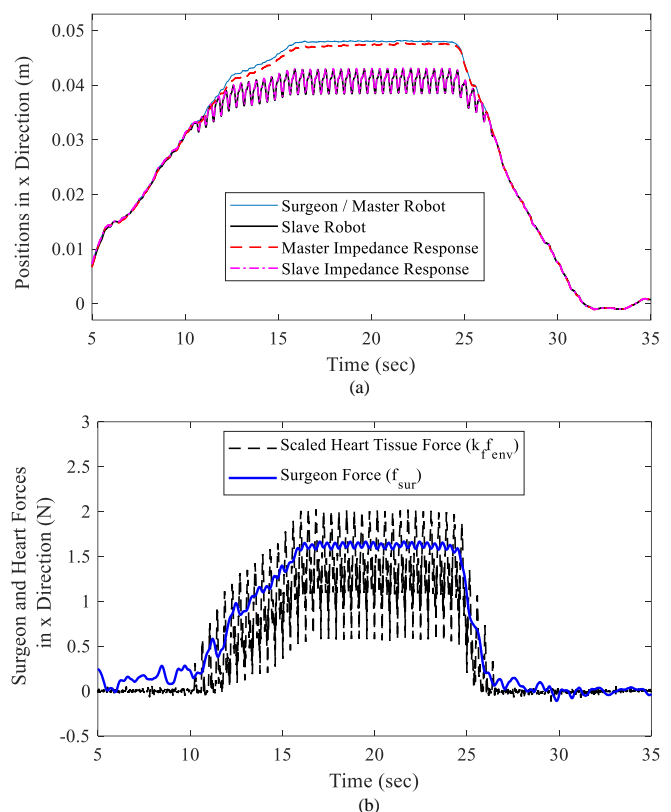 0.05
0.04
0.03
0.02
0.01
0
Positions in x Direction (m)
Surgeon / Master Robot
Slave Robot
Master Impedance Response
Slave Impedance Response
5 10 15 20 25 30 35
Time (sec)
(a)
3
2.5
2
1.5
1
0.5
0
-0.5
Surgeon and Heart Forces
in x Direction (N)
Scaled Heart Tissue Force (k_f f_env)
Surgeon Force (f_sur)
5 10 15 20 25 30 35
Time (sec)
(b)